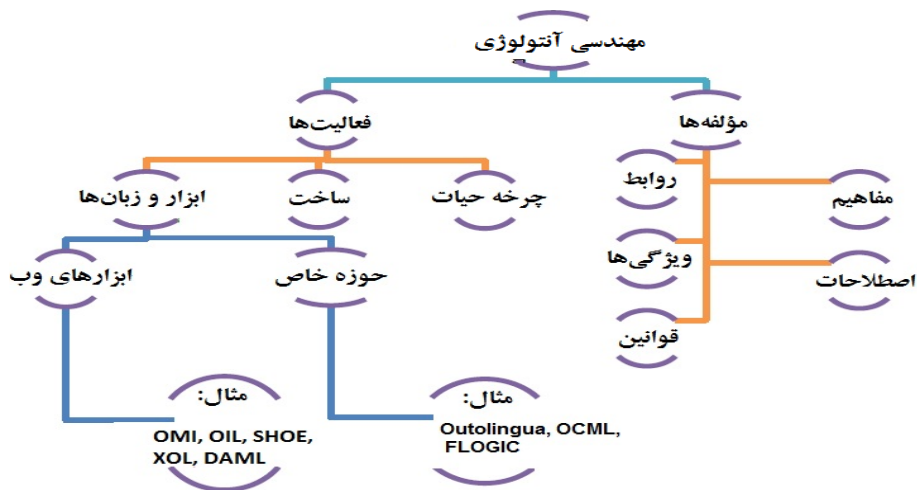 مهندسی آنتولوژی
مؤلفه‌ها
فعالیت‌ها
روابط
مفاهیم
ویژگی‌ها
اصطلاحات
قوانین
چرخه حیات
ساخت
ابزار و زبان‌ها
حوزه خاص
ابزارهای وب
مثال:
Outolingua, OCML,
FLOGIC
مثال:
OMI, OIL, SHOE,
XOL, DAML